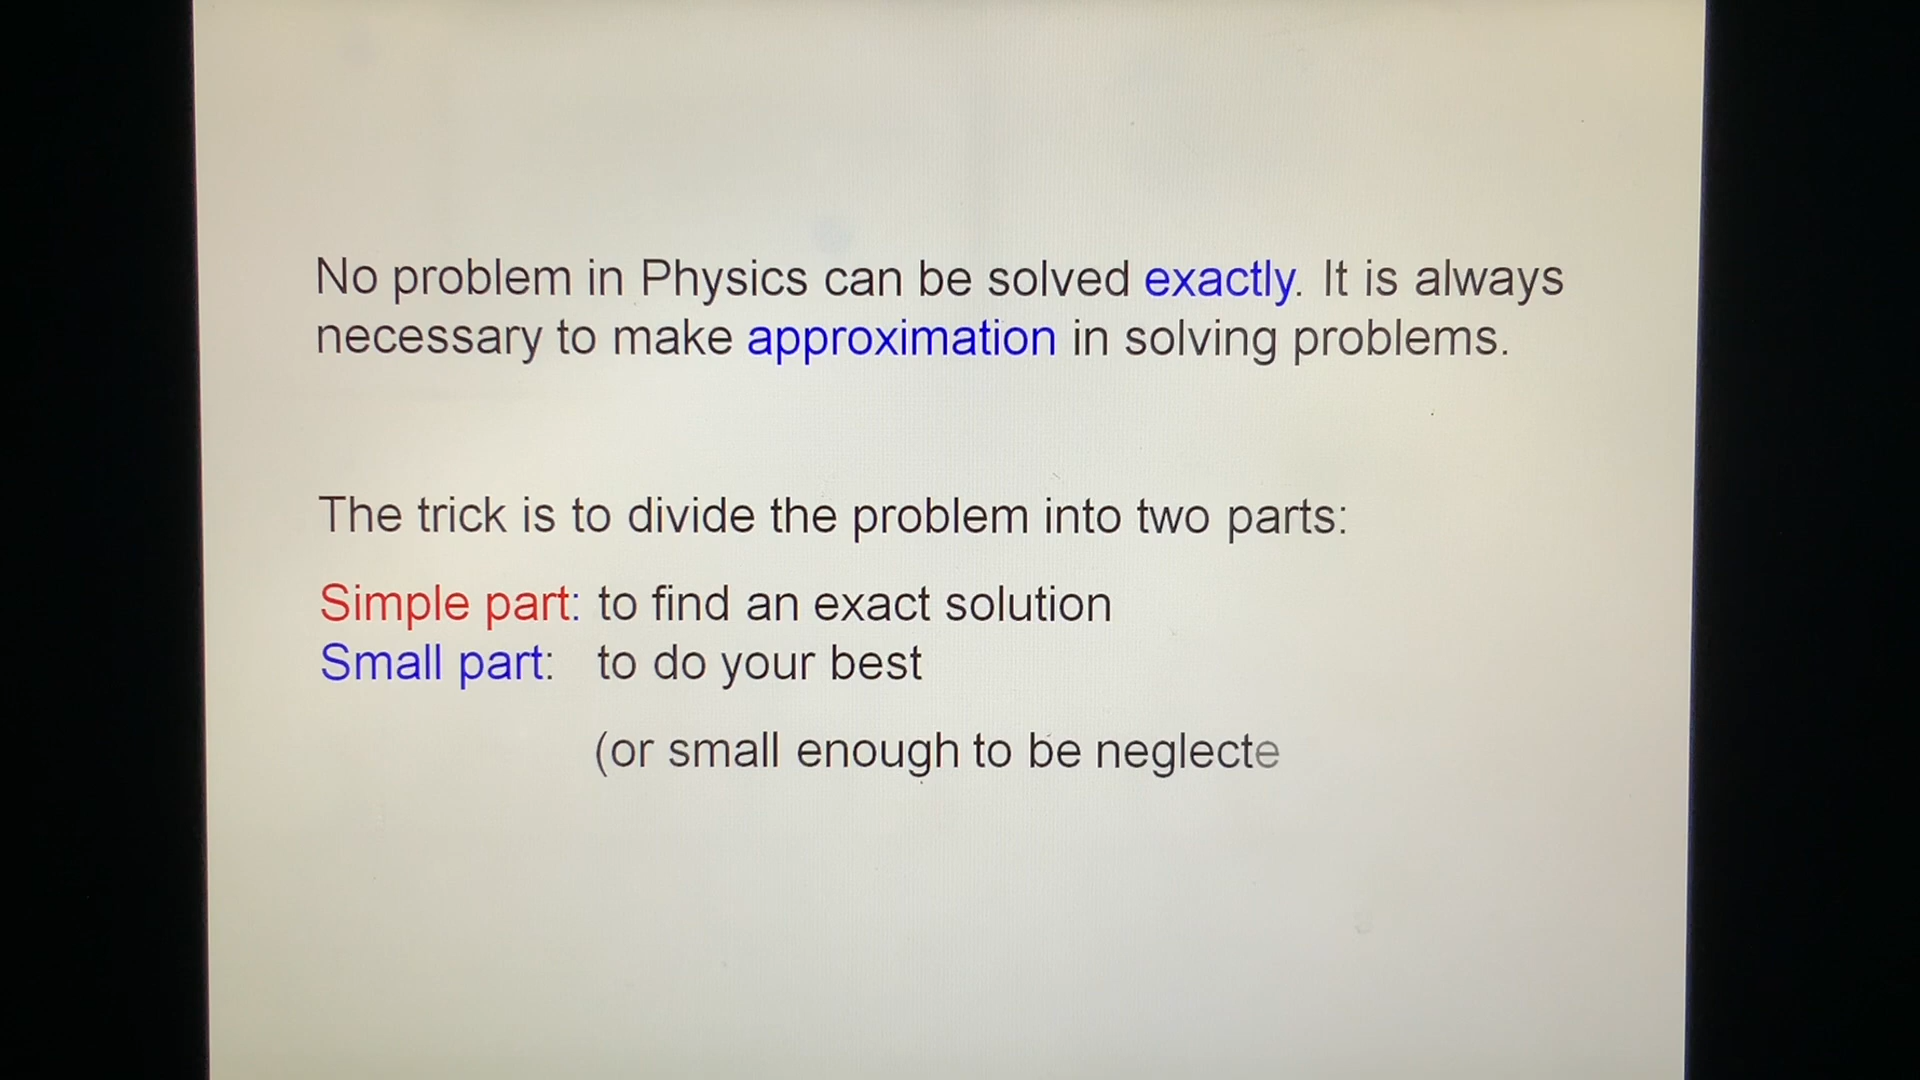 No problem in Physics can be solved exactly. It is always
necessary to make approximation in solving problems.
The trick is to divide the problem into two parts:
Simple part: to find an exact solution
Small part: to do your best
(or small enough to be neglecte